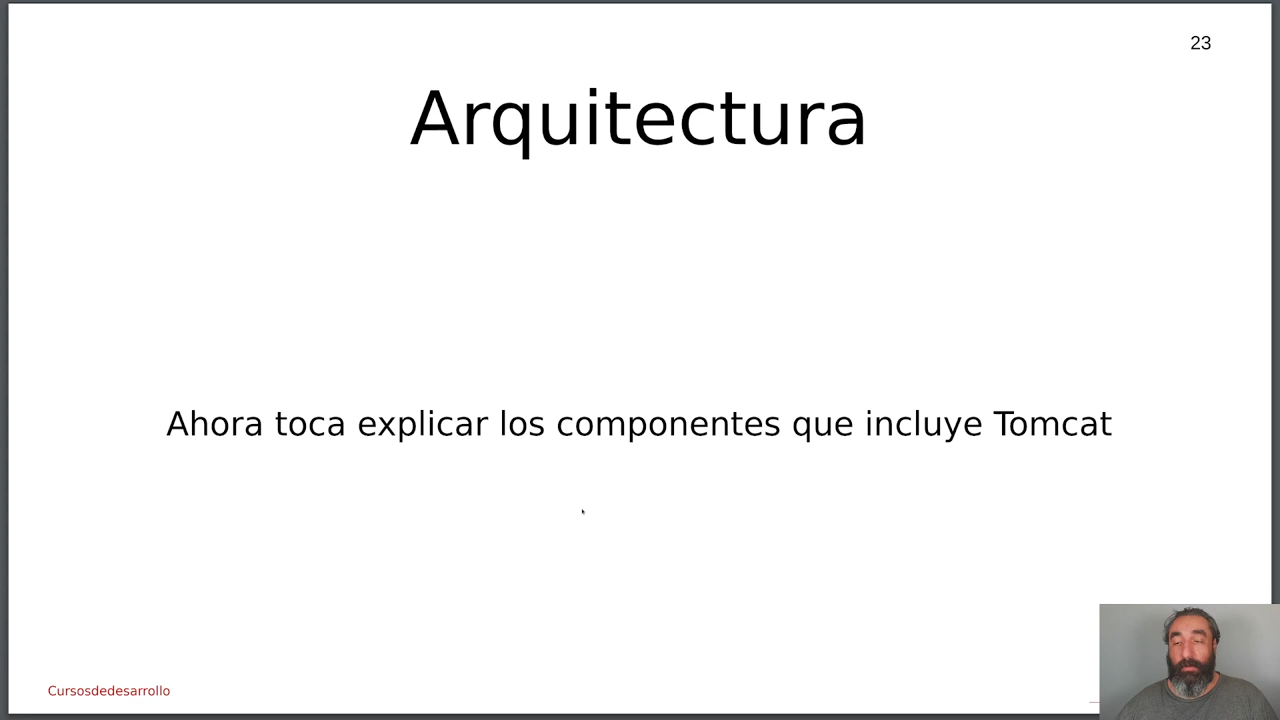 23
Arquitectura
Ahora toca explicar los componentes que incluye Tomcat
Cursosdedesarrollo